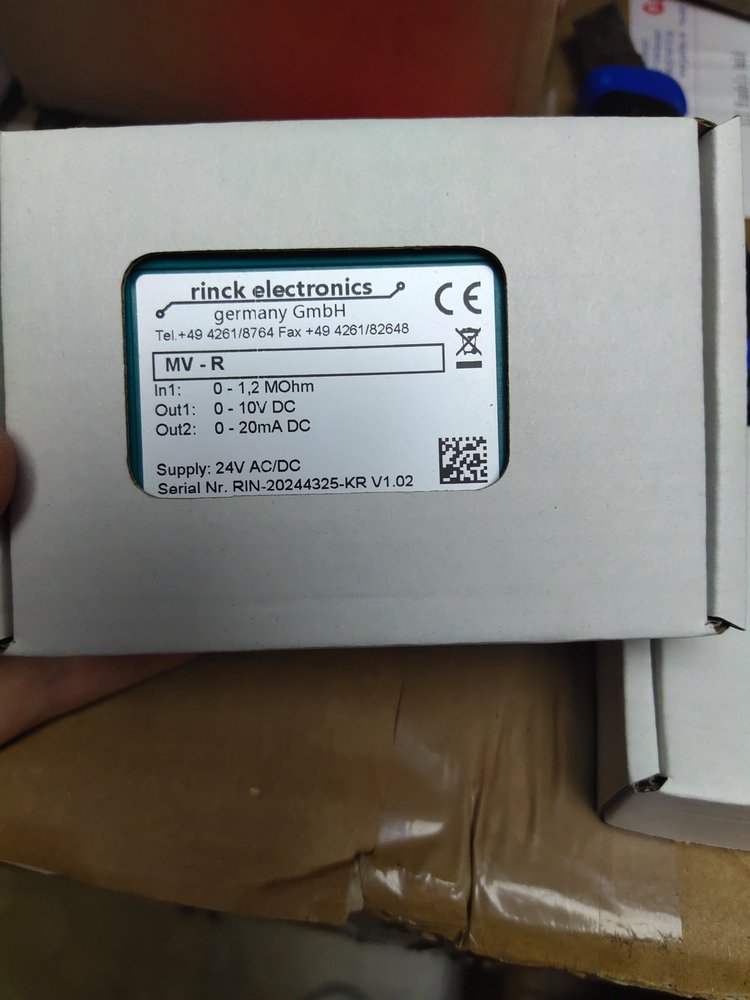 rinck electronics
germany GmbH
Tel.+49 4261/8764 Fax +49 4261/82648
MV - R
In1: 0 - 1,2 MOhm
Out1: 0 - 10V DC
Out2: 0 - 20mA DC
Supply: 24V AC/DC
Serial Nr. RIN-20244325-KR V1.02
CE